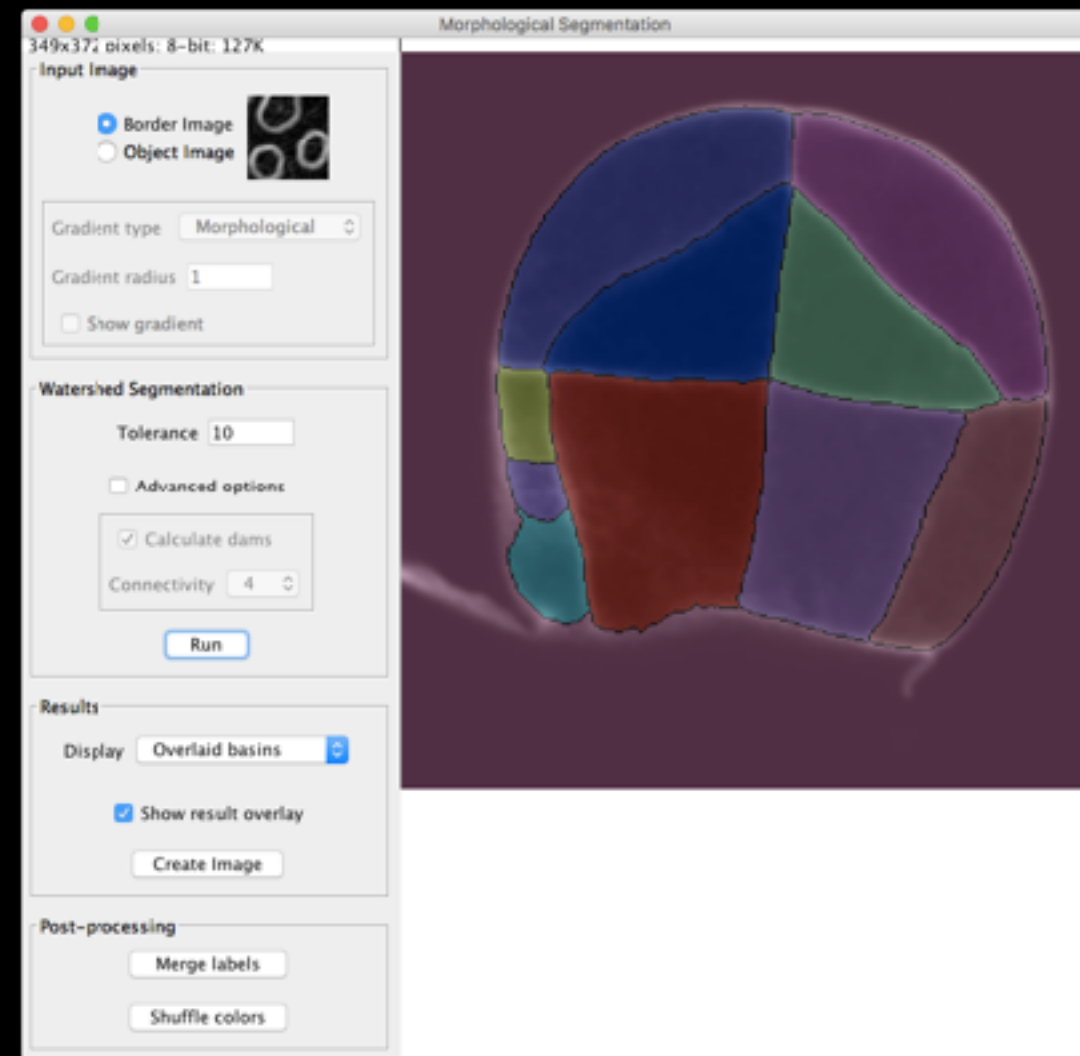 Morphological Segmentation
349x372 pixels: 8-bit: 127K
Input Image
Border Image
Object Image
Gradient type Morphological
Gradient radius 1
Show gradient
Watershed Segmentation
Tolerance 10
Advanced options
Calculate dams
Connectivity 4
Run
Results
Display Overlaid basins
Show result overlay
Create Image
Post-processing
Merge labels
Shuffle colors